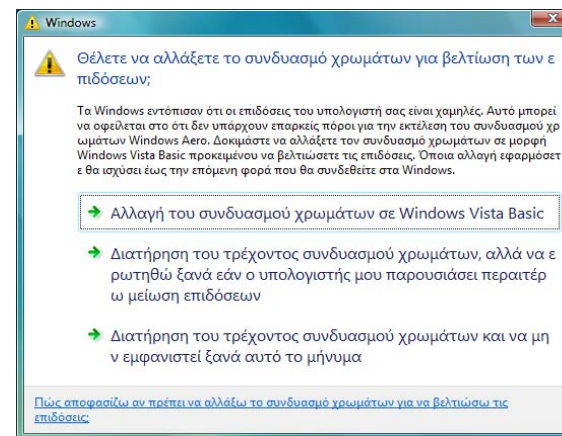 Windows
Θέλετε να αλλάξετε το συνδυασμό χρωμάτων για βελτίωση των ε
πιδόσεων;
Τα Windows εντόπισαν ότι οι επιδόσεις του υπολογιστή σας είναι χαμηλές. Αυτό μπορεί
να οφείλεται στο ότι δεν υπάρχουν επαρκείς πόροι για την εκτέλεση του συνδυασμού χρ
ωμάτων Windows Aero. Δοκιμάστε να αλλάξετε τον συνδυασμό χρωμάτων σε μορφή
Windows Vista Basic προκειμένου να βελτιώσετε τις επιδόσεις. Όποια αλλαγή εφαρμόσετ
ε θα ισχύσει έως την επόμενη φορά που θα συνδεθείτε στα Windows.
Αλλαγή του συνδυασμού χρωμάτων σε Windows Vista Basic
Διατήρηση του τρέχοντος συνδυασμού χρωμάτων, αλλά να ε
ρωτηθώ ξανά εάν ο υπολογιστής μου παρουσιάσει περαιτέρ
ω μείωση επιδόσεων
Διατήρηση του τρέχοντος συνδυασμού χρωμάτων και να μη
ν εμφανιστεί ξανά αυτό το μήνυμα
Πώς αποφασίζω αν πρέπει να αλλάξω το συνδυασμό χρωμάτων για να βελτιώσω τις
επιδόσεις;